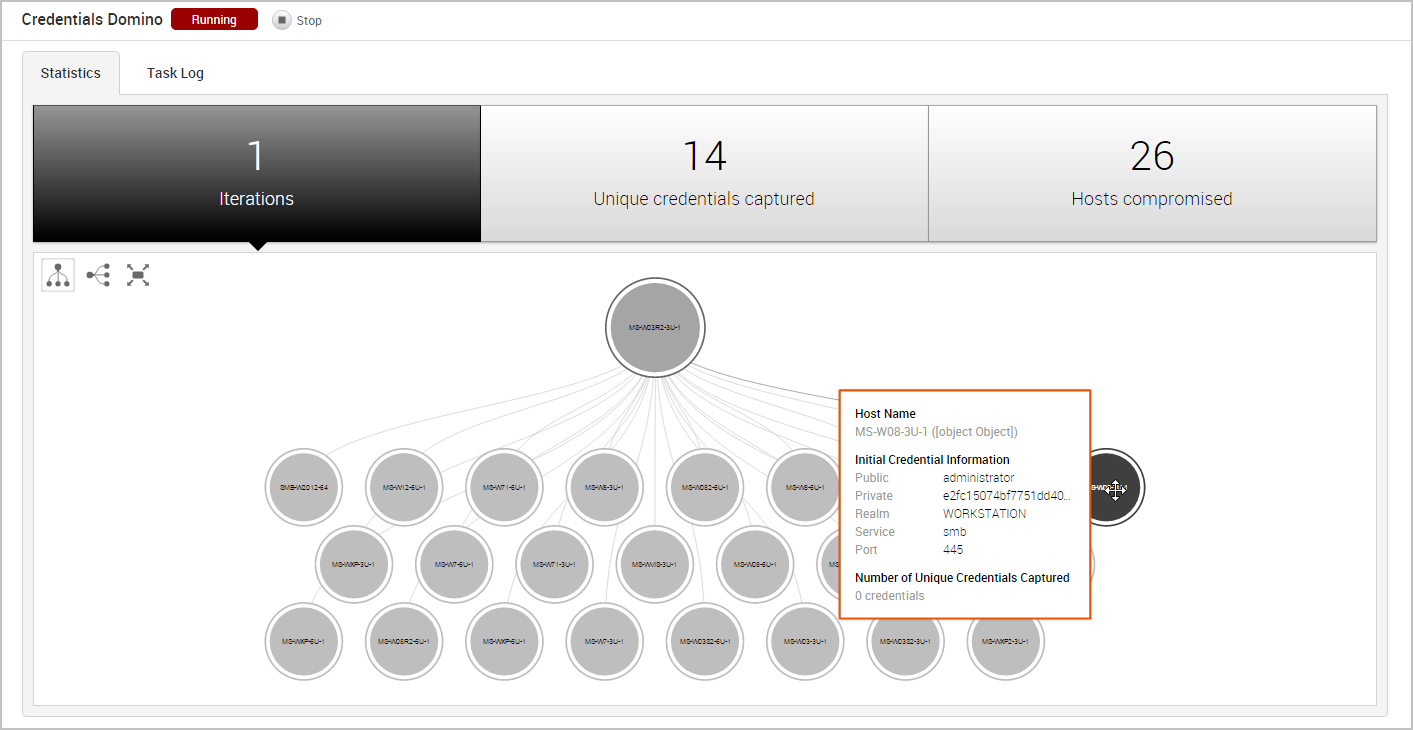 Credentials Domino Running Stop
Statistics Task Log
1 14 26
Iterations Unique credentials captured Hosts compromised
MS-W03R2-3U-1
Host Name
MS-W08-3U-1 ([object Object])
Initial Credential Information
Public administrator
Private e2fc15074bf7751dd40...
Realm WORKSTATION
Service smb
Port 445
Number of Unique Credentials Captured
0 credentials
SMB-W2012-64 MS-W12-6U-1 MS-W71-6U-1 MS-W8-3U-1 MS-W0S2-6U-1 MS-W8-6U-1
MS-WXP-3U-1 MS-W7-6U-1 MS-W71-3U-1 MS-WVIS-3U-1 MS-W08-6U-1
MS-WXP-6U-1 MS-W08R2-6U-1 MS-WXP-6U-1 MS-W7-3U-1 MS-W03S2-6U-1 MS-W03-3U-1 MS-W03S2-3U-1 MS-WXP2-3U-1